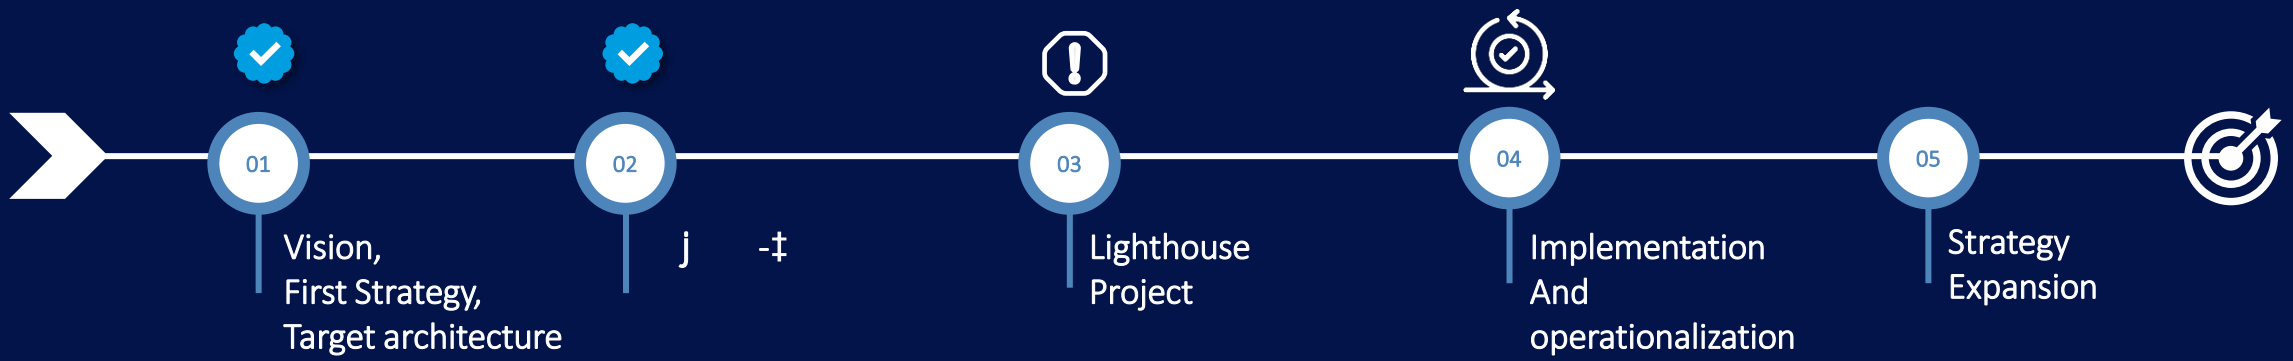 01
Vision,
First Strategy,
Target architecture
02
j -‡
03
Lighthouse
Project
04
Implementation
And
operationalization
05
Strategy
Expansion